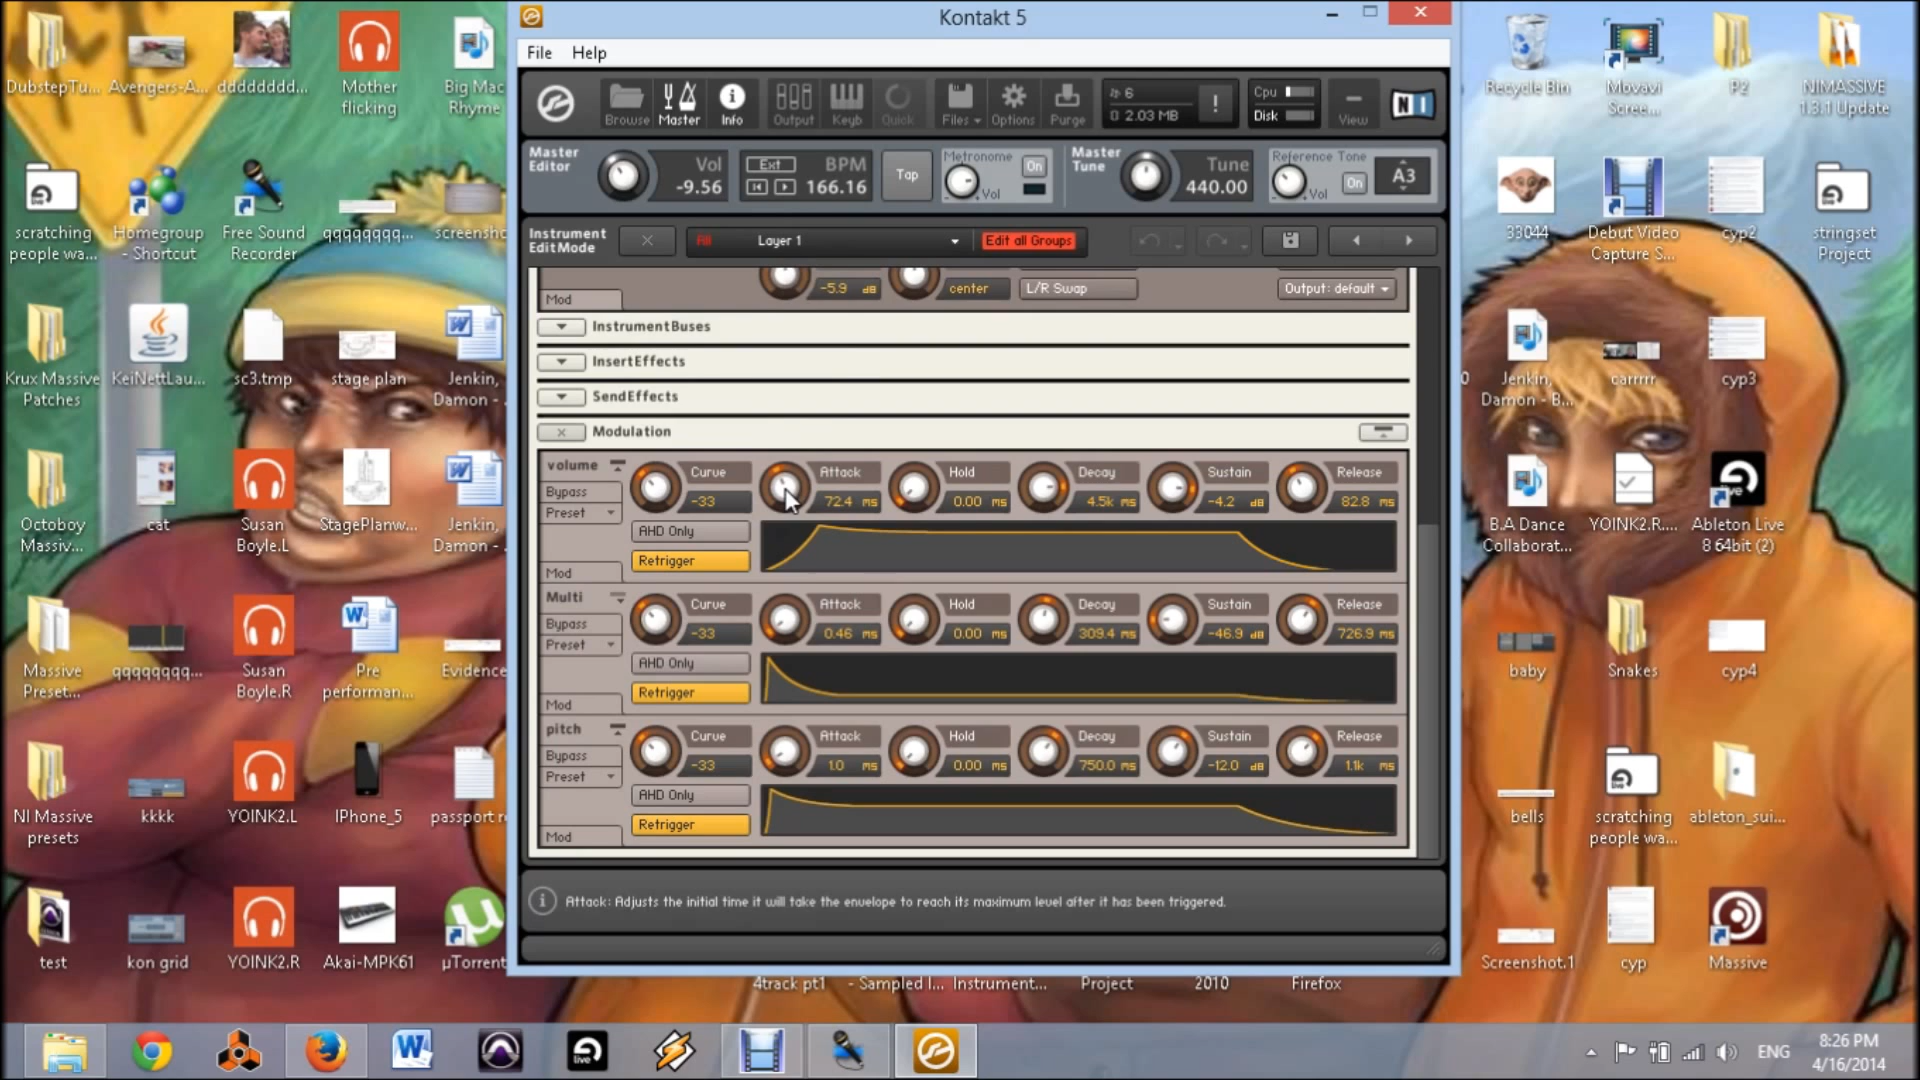 Kontakt 5
File Help
Browse Master Info Output Keyb Quick Files Options Purge View
6
2.03 MB
!
Cpu
Disk
NI
Master Editor
Vol
-9.56
Ext BPM
166.16
Tap
Metronome On
Vol
Master Tune
Tune
440.00
Reference Tone
Vol On
A3
Instrument Edit Mode
All Layer 1 Edit all Groups
Mod
-5.9 dB
center
L/R Swap
Output: default
Instrument Buses
Insert Effects
Send Effects
Modulation
volume
Bypass
Preset
Mod
Curve Attack Hold Decay Sustain Release
-33 72.4 ms 0.00 ms 4.5k ms -4.2 dB 82.8 ms
AHD Only
Retrigger
Multi
Bypass
Preset
Mod
Curve Attack Hold Decay Sustain Release
-33 0.46 ms 0.00 ms 309.4 ms -46.9 dB 726.9 ms
AHD Only
Retrigger
pitch
Bypass
Preset
Mod
Curve Attack Hold Decay Sustain Release
-33 1.0 ms 0.00 ms 750.0 ms -12.0 dB 1.1k ms
AHD Only
Retrigger
Attack: Adjusts the initial time it will take the envelope to reach its maximum level after it has been triggered.
DubstepTu... Avengers-A... dddddddd... Mother flicking Big Mac Rhyme
scratching people wa... Homegroup - Shortcut Free Sound Recorder qqqqqqqq... screensho
Krux Massive Patches KeiNettLau... sc3.tmp stage plan Jenkin, Damon - .
Octoboy Massiv... cat Susan Boyle.L StagePlanw... Jenkin, Damon - .
Massive Preset... qqqqqqqq... Susan Boyle.R Pre performan... Evidence
NI Massive presets kkkk YOINK2.L IPhone_5 passport r
test kon grid YOINK2.R Akai-MPK61 µTorrent
Recycle Bin Movavi Scree... P2 NIMASSIVE 1.3.1 Update
33044 Debut Video Capture S... cyp2 stringset Project
0 Jenkin, Damon - B... carrrrr cyp3
B.A Dance Collaborat... YOINK2.R.... Ableton Live 8 64bit (2)
baby Snakes cyp4
bells scratching people wa... ableton_sui...
Screenshot.1 cyp Massive
4track pt1 - Sampled I... Instrument... Project 2010 Firefox
ENG
8:26 PM
4/16/2014